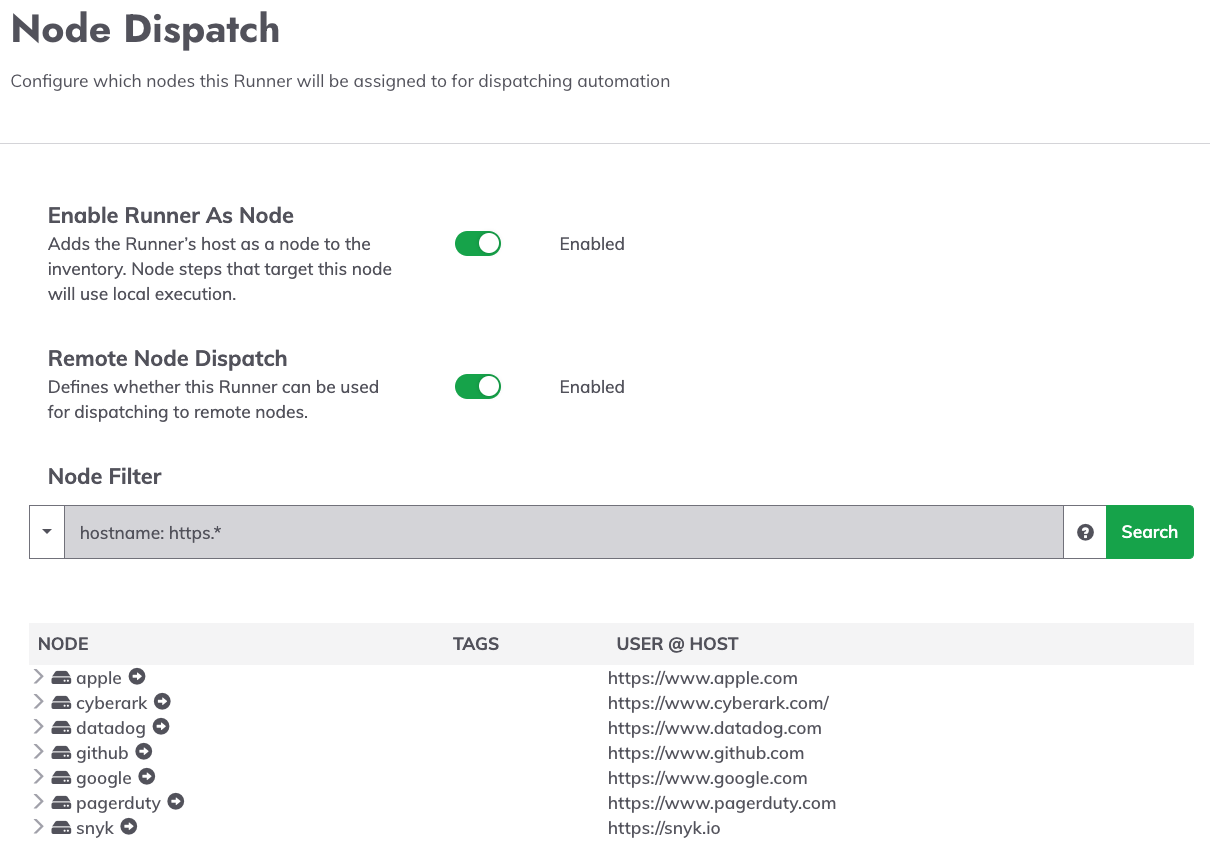 Node Dispatch
Configure which nodes this Runner will be assigned to for dispatching automation
Enable Runner As Node
Adds the Runner’s host as a node to the
inventory. Node steps that target this node
will use local execution.
Enabled
Remote Node Dispatch
Defines whether this Runner can be used
for dispatching to remote nodes.
Enabled
Node Filter
hostname: https.*
?
Search
NODE TAGS USER @ HOST
apple https://www.apple.com
cyberark https://www.cyberark.com/
datadog https://www.datadog.com
github https://www.github.com
google https://www.google.com
pagerduty https://www.pagerduty.com
snyk https://snyk.io